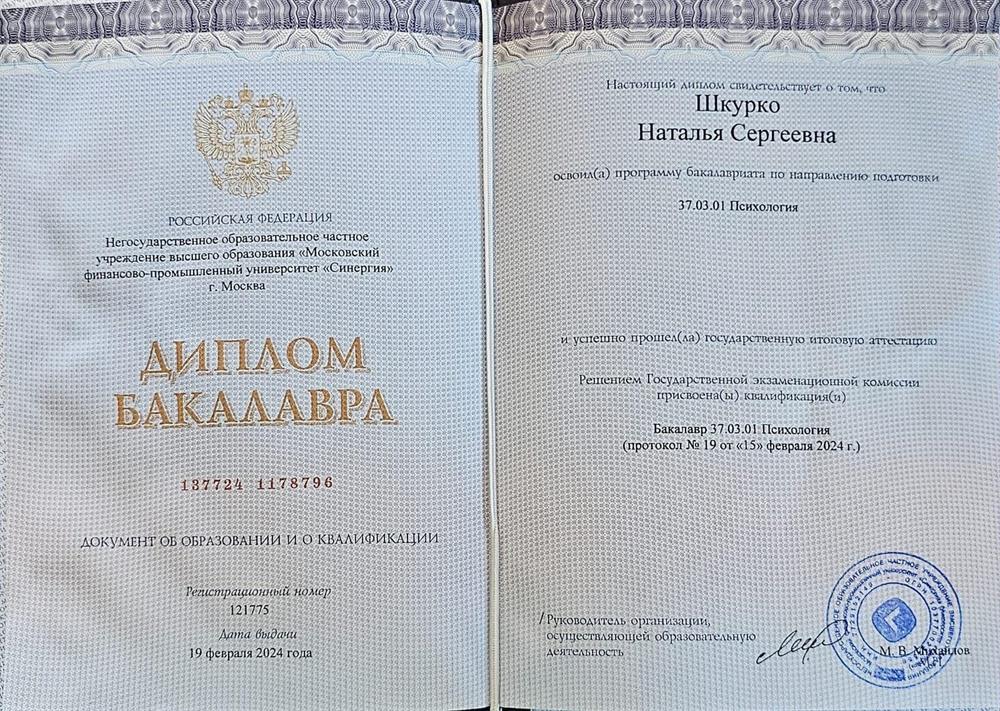 РОССИЙСКАЯ ФЕДЕРАЦИЯ
Негосударственное образовательное частное
учреждение высшего образования «Московский
финансово-промышленный университет «Синергия»
г. Москва
ДИПЛОМ
БАКАЛАВРА
137724 1178796
ДОКУМЕНТ ОБ ОБРАЗОВАНИИ И О КВАЛИФИКАЦИИ
Регистрационный номер
121775
Дата выдачи
19 февраля 2024 года
Настоящий диплом свидетельствует о том, что
Шкурко
Наталья Сергеевна
освоил(а) программу бакалавриата по направлению подготовки
37.03.01 Психология
и успешно прошел(ла) государственную итоговую аттестацию
Решением Государственной экзаменационной комиссии
присвоена(ы) квалификация(и)
Бакалавр 37.03.01 Психология
(протокол № 19 от «15» февраля 2024 г.)
/Руководитель организации,
осуществляющей образовательную
деятельность
М. В. Михайлов